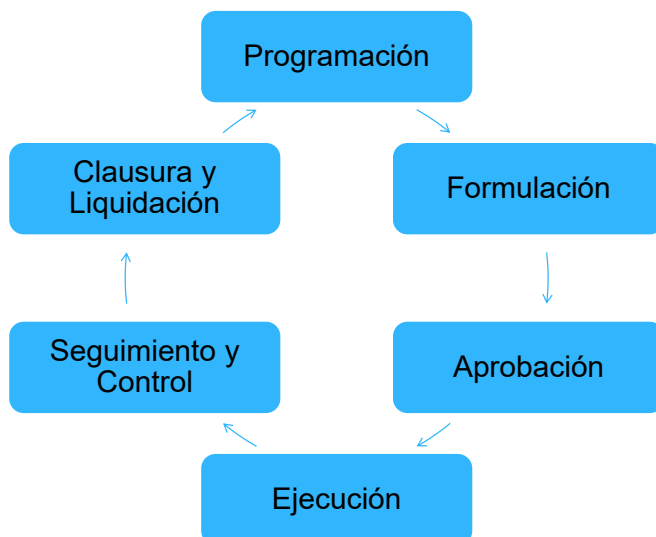 Programación
Formulación
Aprobación
Ejecución
Seguimiento y
Control
Clausura y
Liquidación